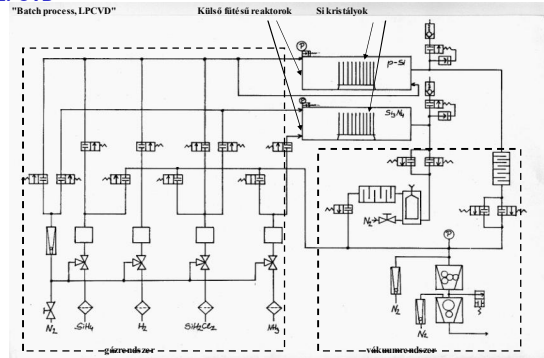 LPCVD
"Batch process, LPCVD"
Külső fűtésű reaktorok
Si kristályok
P
p-Si
P
Si3N4
N2
P
N2
N2
N2
SiH4
H2
SiH2Cl2
NH3
gázrendszer
vákuumrendszer